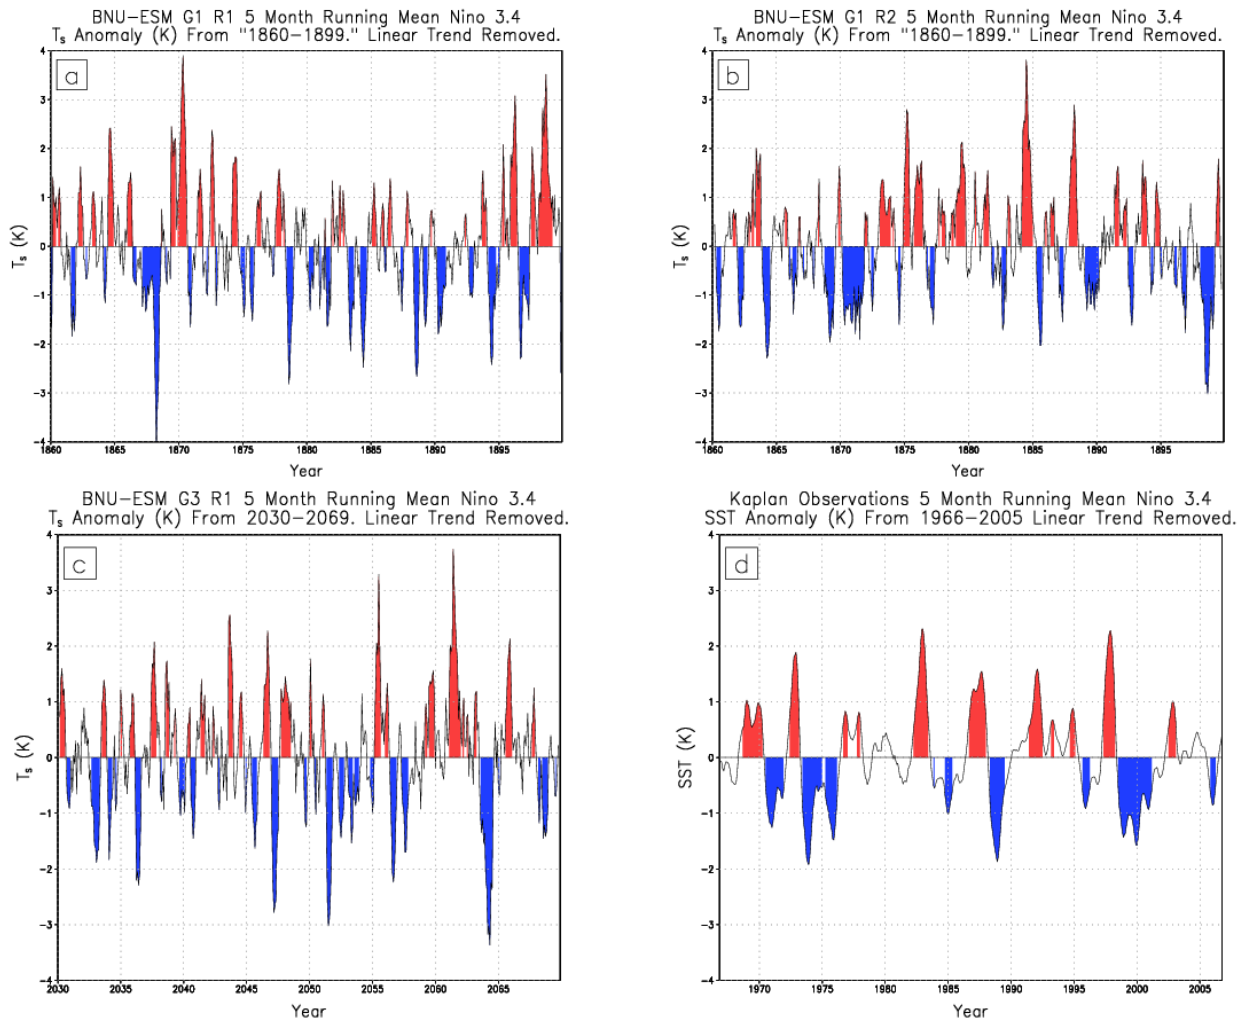 BNU-ESM G1 R1 5 Month Running Mean Nino 3.4
Ts Anomaly (K) From "1860-1899." Linear Trend Removed.
a
4
3
2
1
0
-1
-2
-3
-4
Ts (K)
1860 1865 1870 1875 1880 1885 1890 1895
Year
BNU-ESM G1 R2 5 Month Running Mean Nino 3.4
Ts Anomaly (K) From "1860-1899." Linear Trend Removed.
b
4
3
2
1
0
-1
-2
-3
-4
Ts (K)
1860 1865 1870 1875 1880 1885 1890 1895
Year
BNU-ESM G3 R1 5 Month Running Mean Nino 3.4
Ts Anomaly (K) From 2030-2069. Linear Trend Removed.
c
4
3
2
1
0
-1
-2
-3
-4
Ts (K)
2030 2035 2040 2045 2050 2055 2060 2065
Year
Kaplan Observations 5 Month Running Mean Nino 3.4
SST Anomaly (K) From 1966-2005 Linear Trend Removed.
d
4
3
2
1
0
-1
-2
-3
-4
SST (K)
1970 1975 1980 1985 1990 1995 2000 2005
Year